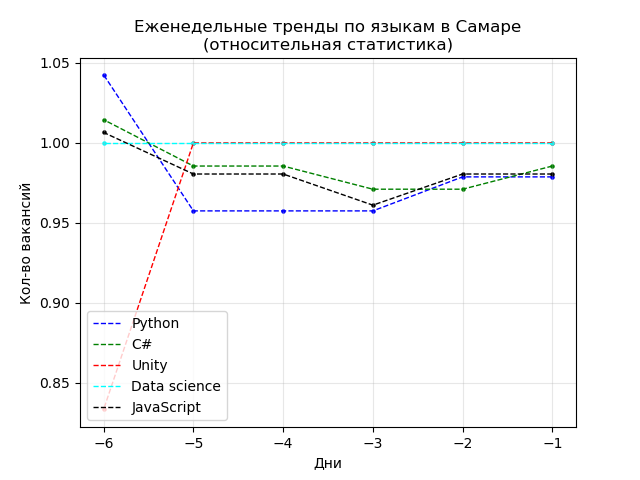 Еженедельные тренды по языкам в Самаре
(относительная статистика)
Кол-во вакансий
1.05
1.00
0.95
0.90
0.85
Python
C#
Unity
Data science
JavaScript
−6
−5
−4
−3
−2
−1
Дни